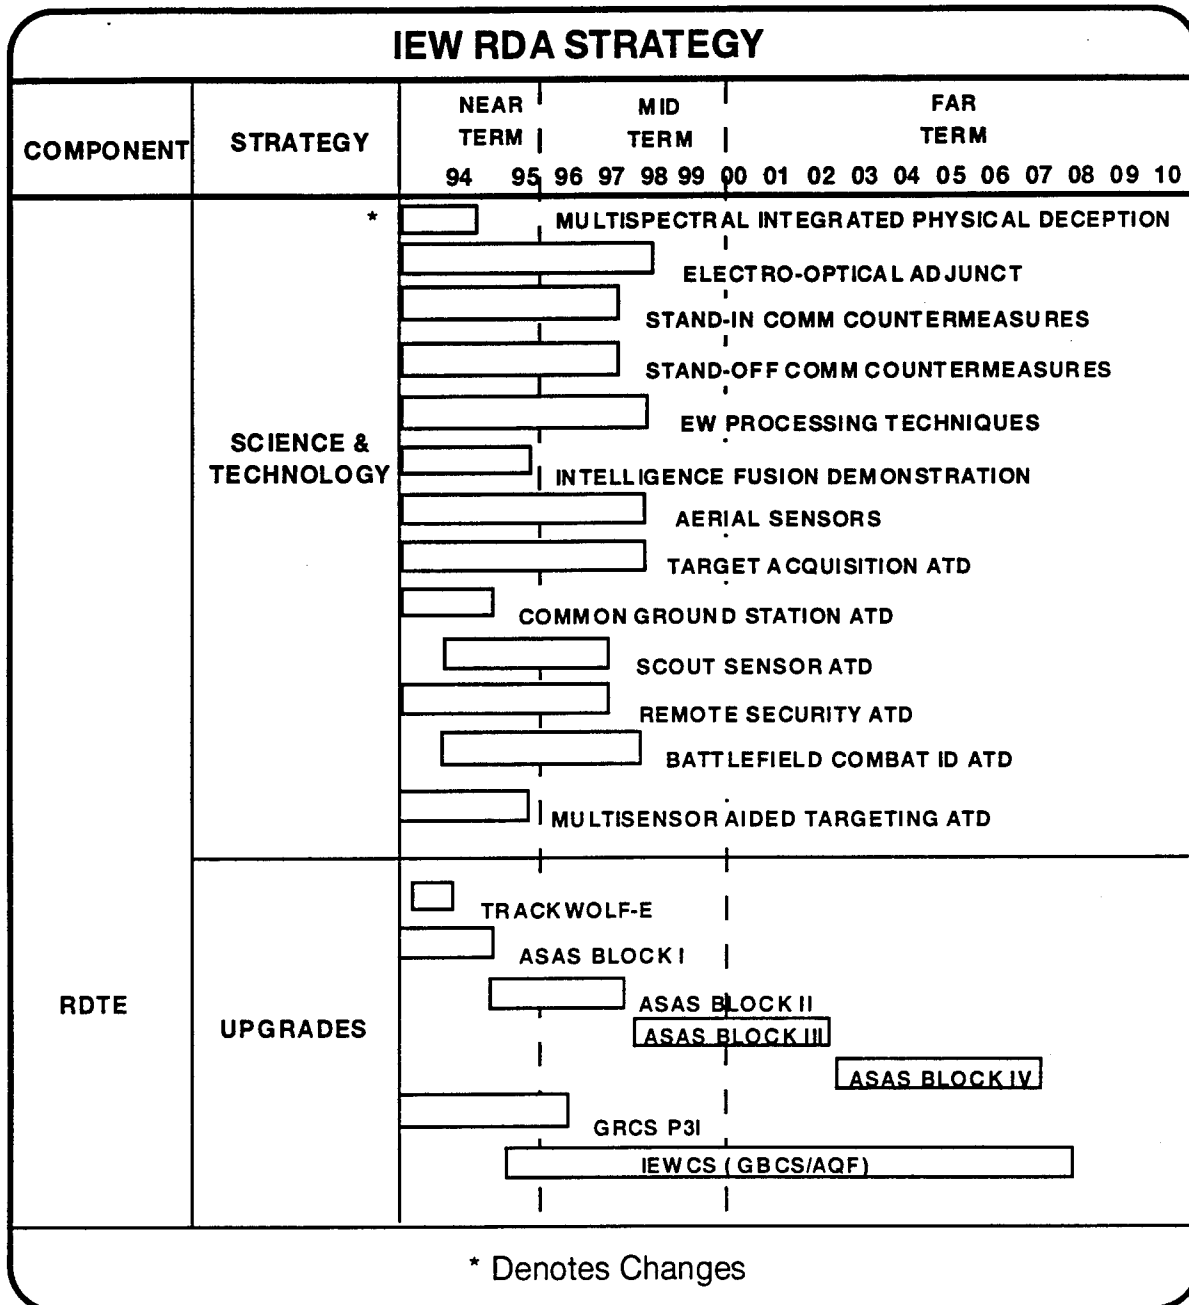 IEW RDA STRATEGY
COMPONENT
STRATEGY
NEAR TERM
MID TERM
FAR TERM
94 95 96 97 98 99 00 01 02 03 04 05 06 07 08 09 10
RDTE
SCIENCE &
TECHNOLOGY
* MULTISPECTRAL INTEGRATED PHYSICAL DECEPTION
ELECTRO-OPTICAL ADJUNCT
STAND-IN COMM COUNTERMEASURES
STAND-OFF COMM COUNTERMEASURES
EW PROCESSING TECHNIQUES
INTELLIGENCE FUSION DEMONSTRATION
AERIAL SENSORS
TARGET ACQUISITION ATD
COMMON GROUND STATION ATD
SCOUT SENSOR ATD
REMOTE SECURITY ATD
BATTLEFIELD COMBAT ID ATD
MULTISENSOR AIDED TARGETING ATD
UPGRADES
TRACKWOLF-E
ASAS BLOCK I
ASAS BLOCK II
ASAS BLOCK III
ASAS BLOCK IV
GRCS P3I
IEWCS (GBCS/AQF)
* Denotes Changes